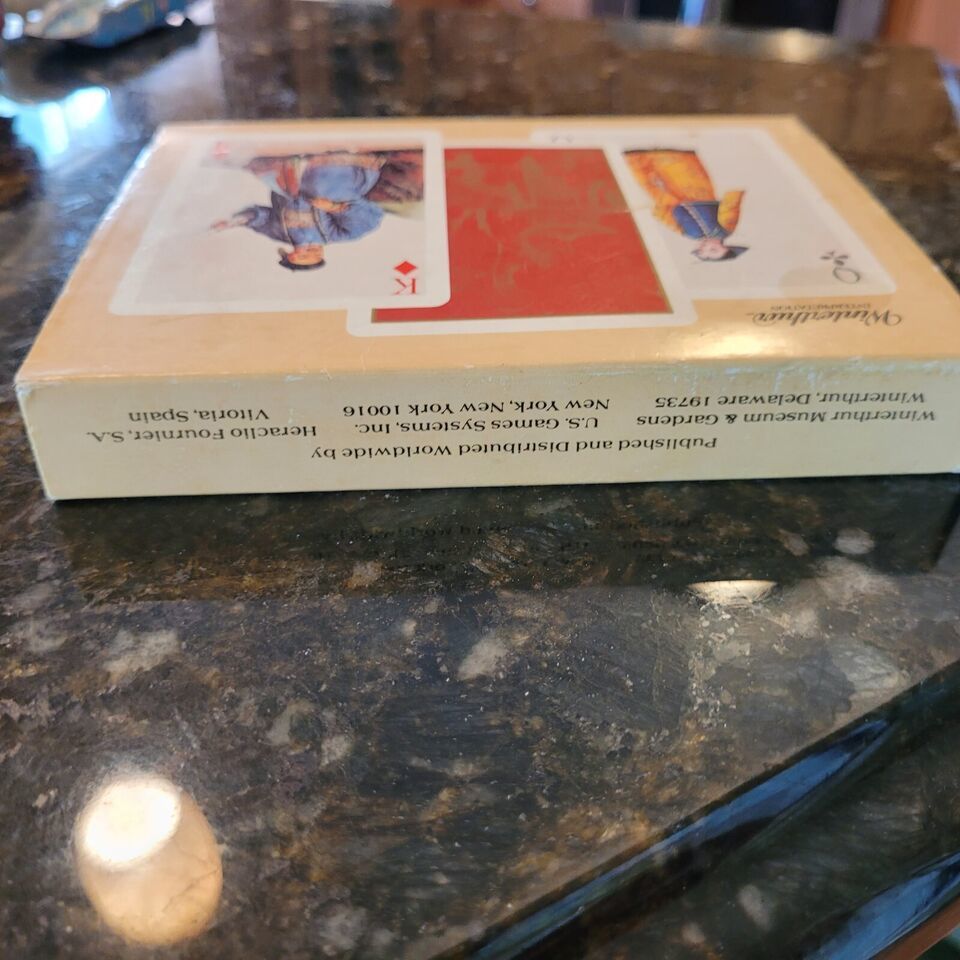 Published and Distributed Worldwide by
Winterthur Museum & Gardens
Winterthur, Delaware 19735
U.S. Games Systems, Inc.
New York, New York 10016
Heraclio Fournier, S.A.
Vitoria, Spain
Winterthur
INTERPRETATION
Q
K